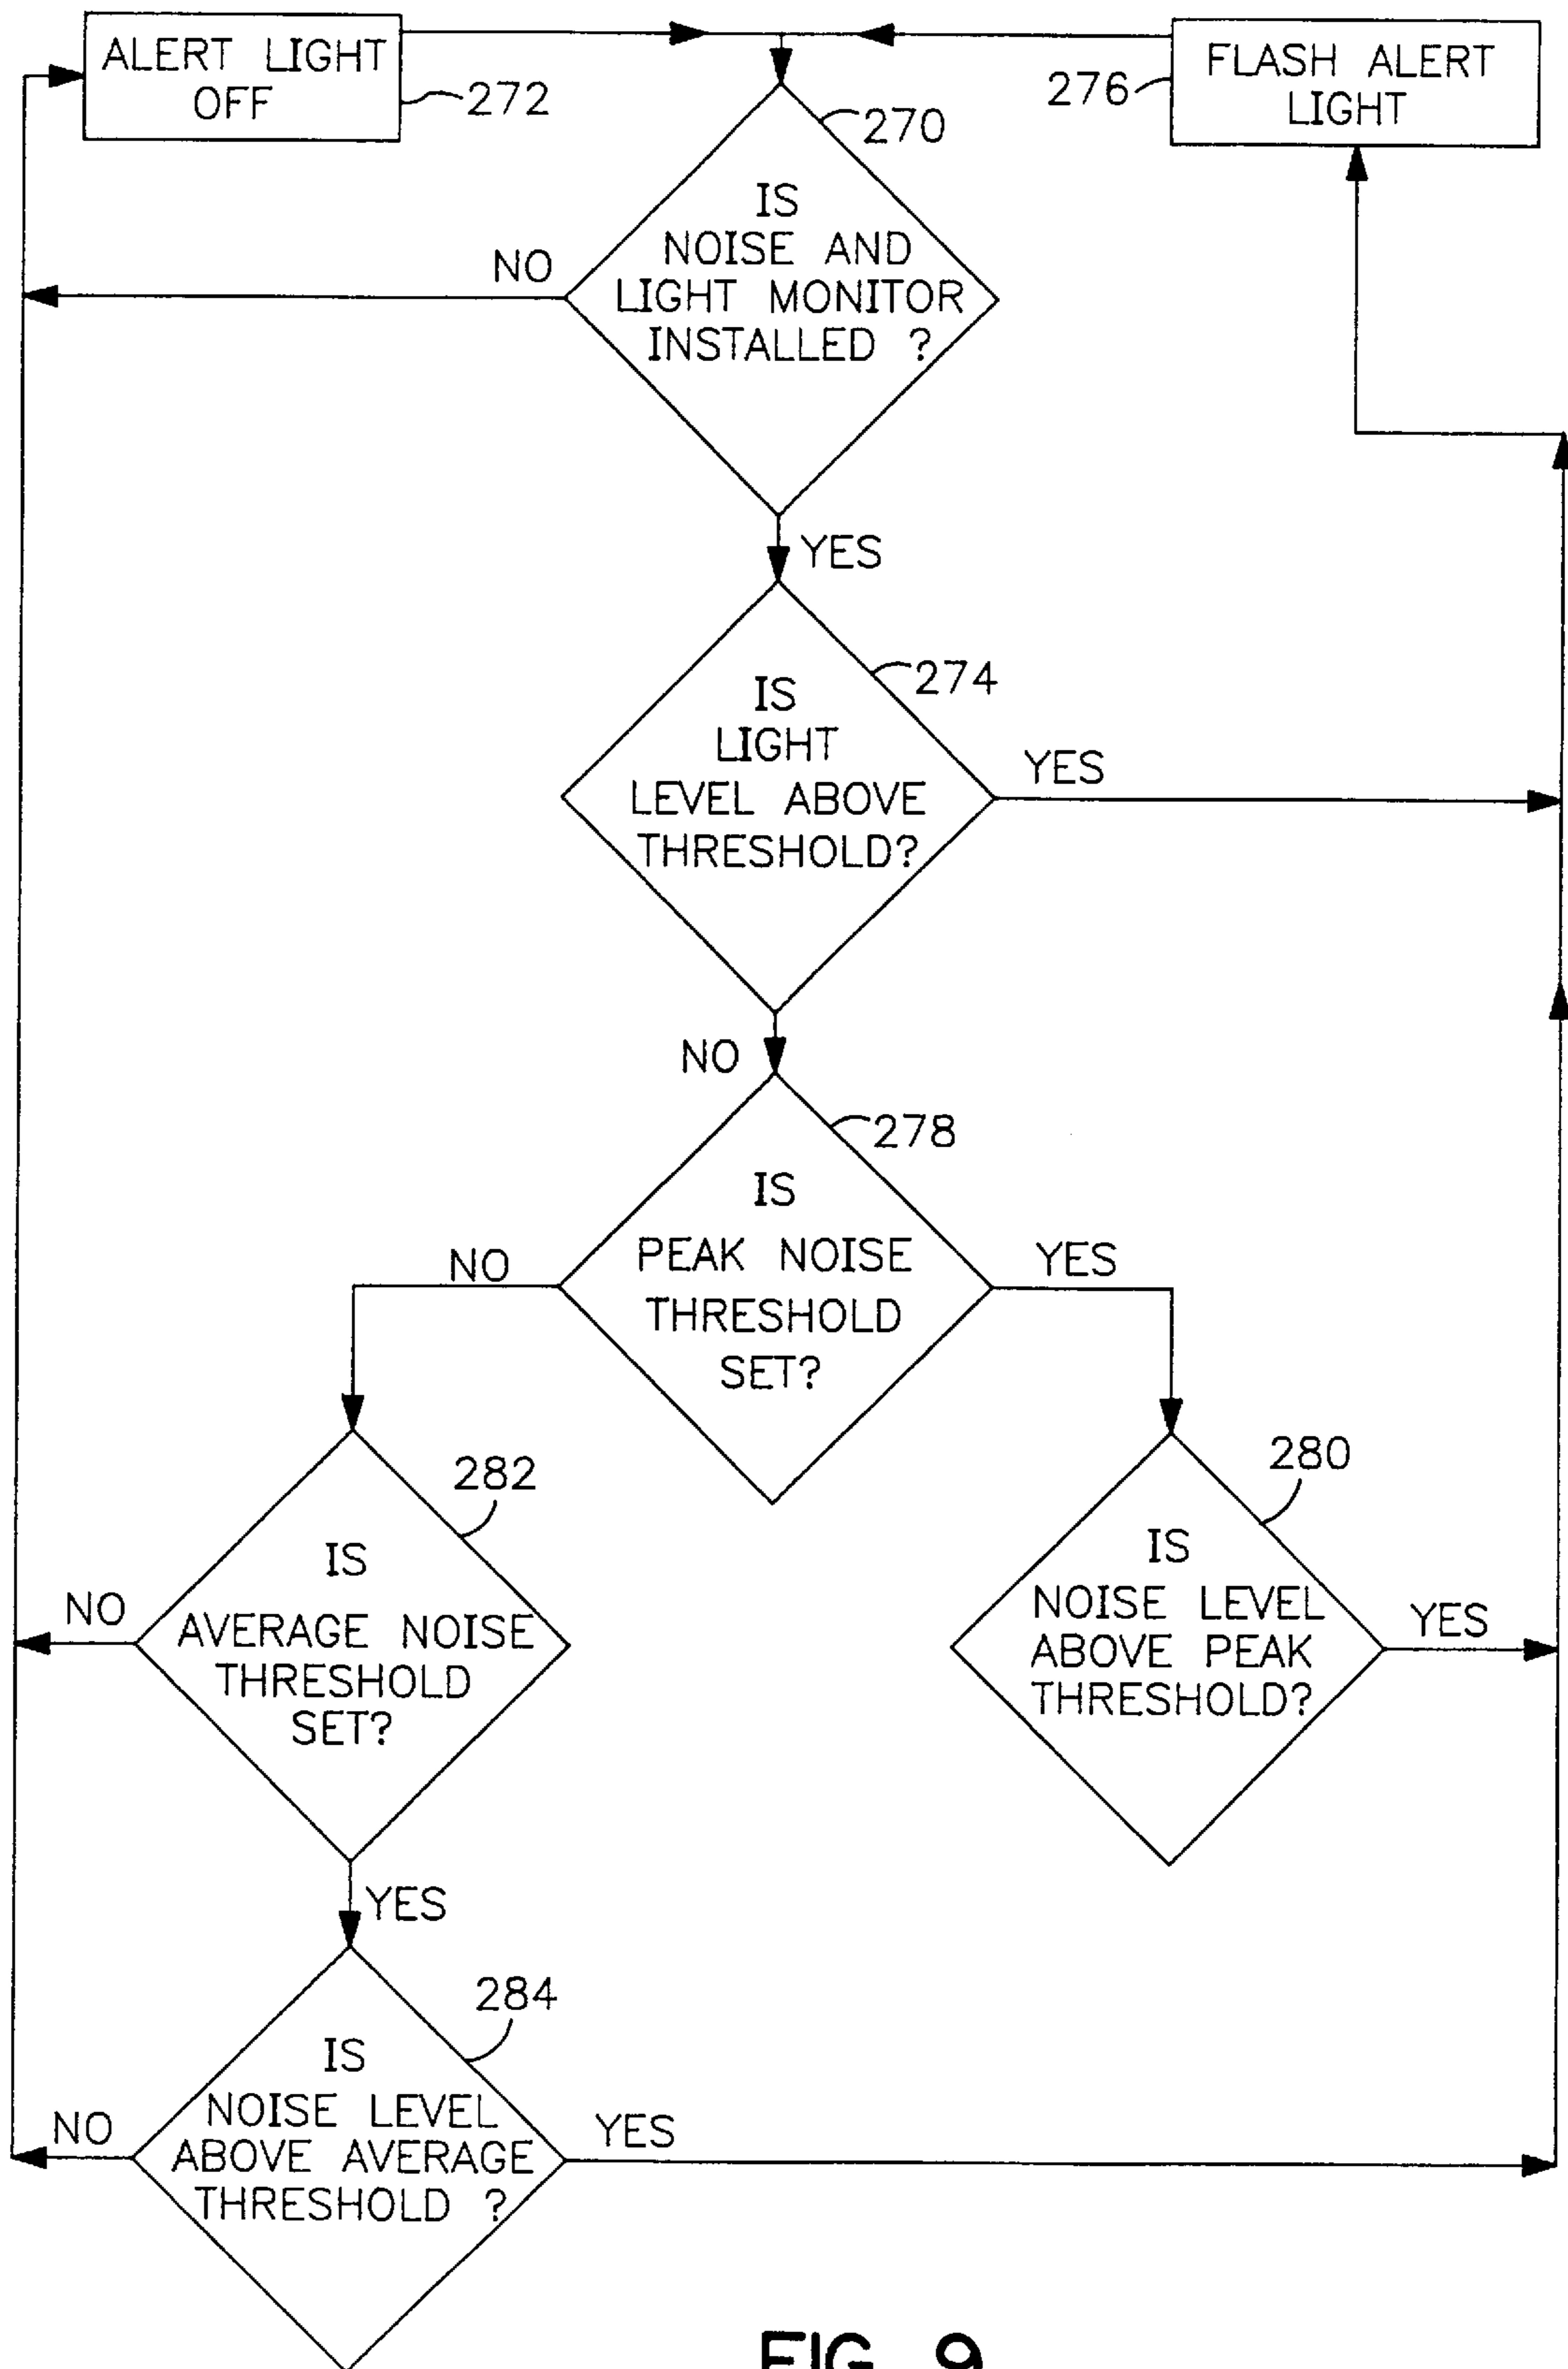 ALERT LIGHT
OFF
272
276
FLASH ALERT
LIGHT
270
IS
NOISE AND
LIGHT MONITOR
INSTALLED ?
NO
YES
274
IS
LIGHT
LEVEL ABOVE
THRESHOLD?
YES
NO
278
IS
PEAK NOISE
THRESHOLD
SET?
NO
YES
282
IS
AVERAGE NOISE
THRESHOLD
SET?
NO
280
IS
NOISE LEVEL
ABOVE PEAK
THRESHOLD?
YES
YES
284
IS
NOISE LEVEL
ABOVE AVERAGE
THRESHOLD ?
NO
YES
FIG. 9